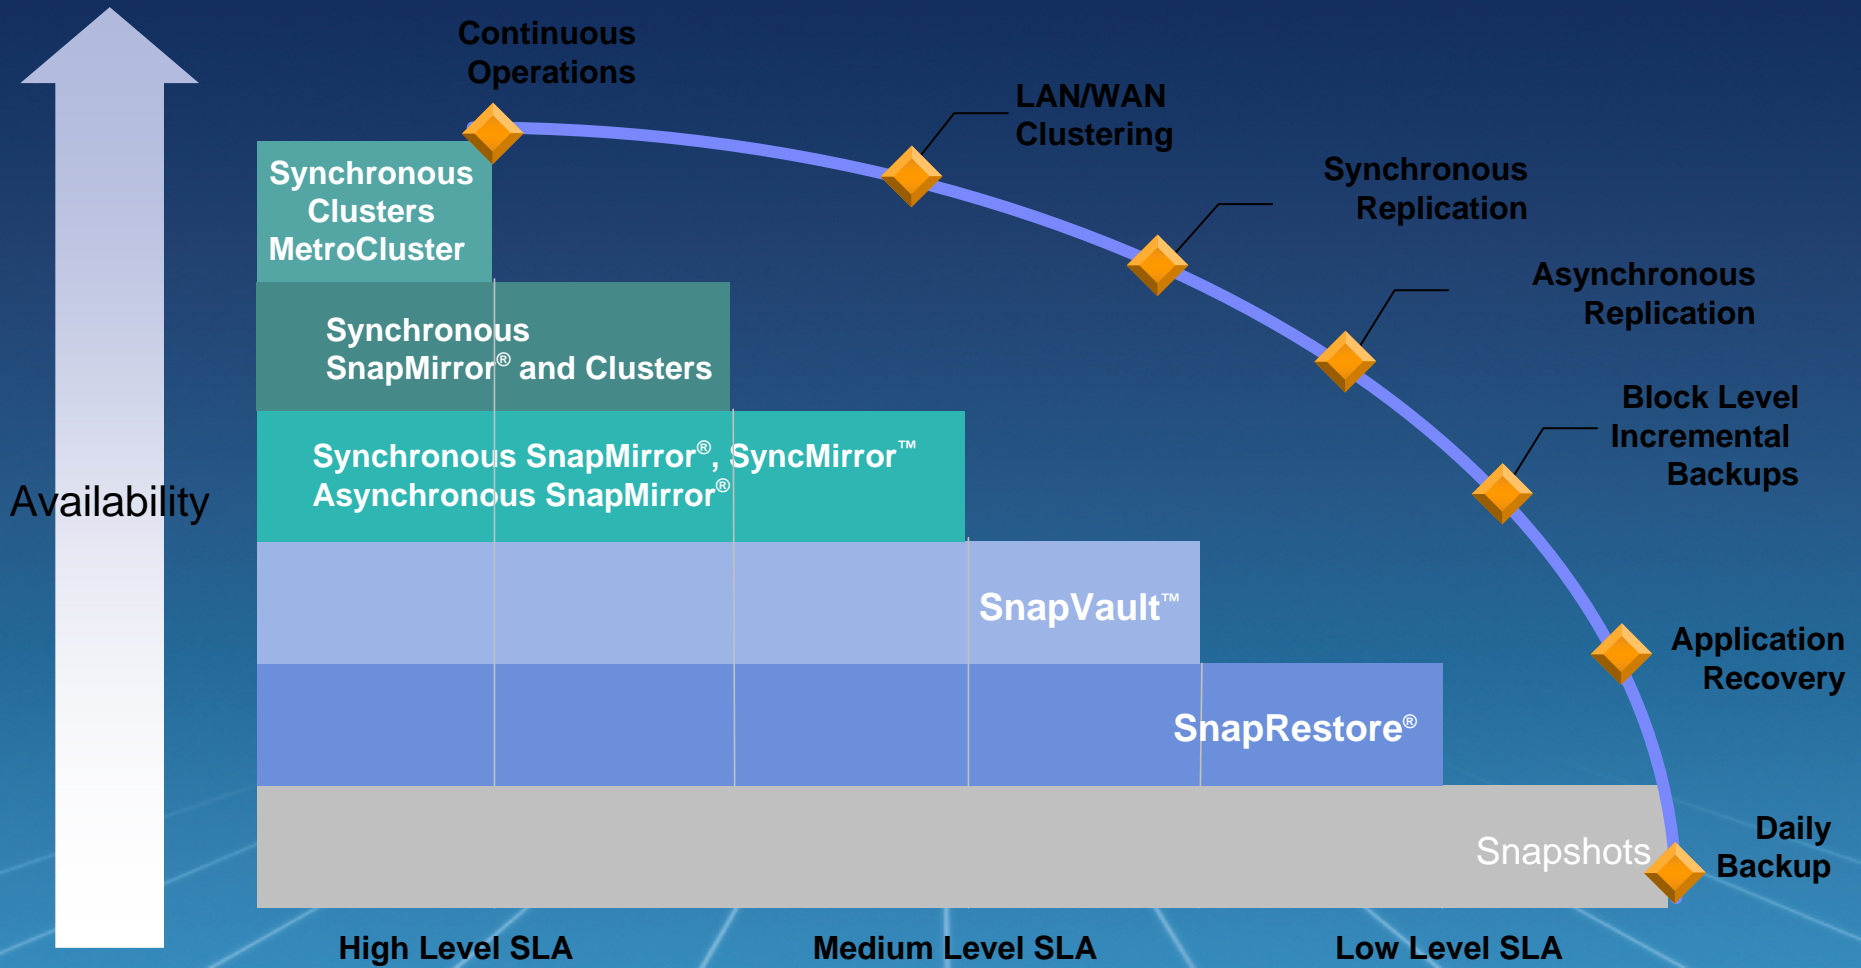 Continuous
Operations
LAN/WAN
Clustering
Synchronous
Replication
Asynchronous
Replication
Block Level
Incremental
Backups
Application
Recovery
Daily
Backup
Availability
Synchronous
Clusters
MetroCluster
Synchronous
SnapMirror® and Clusters
Synchronous SnapMirror®, SyncMirror™
Asynchronous SnapMirror®
SnapVault™
SnapRestore®
Snapshots
High Level SLA
Medium Level SLA
Low Level SLA